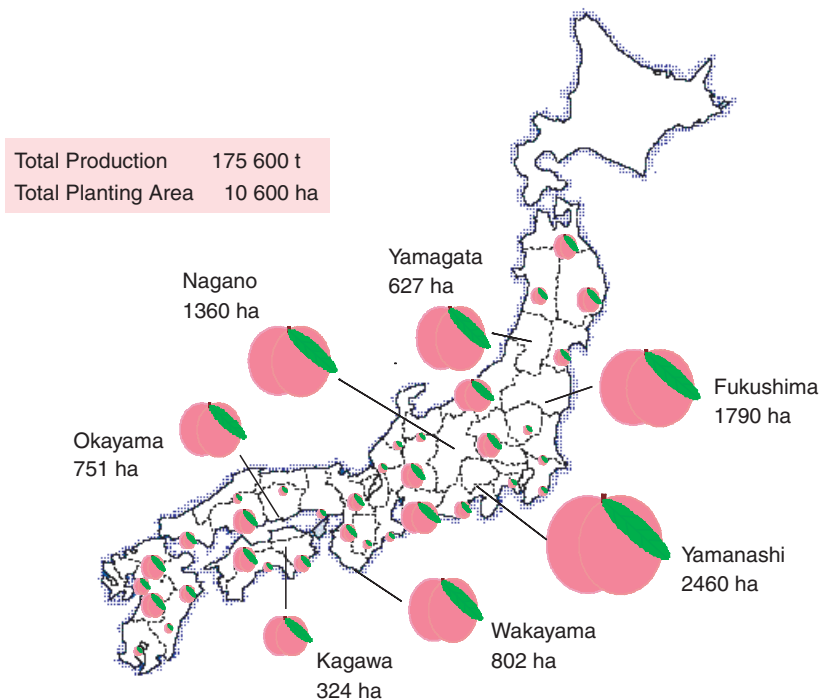 Total Production 175 600 t
Total Planting Area 10 600 ha
Yamagata
627 ha
Nagano
1360 ha
Fukushima
1790 ha
Okayama
751 ha
Yamanashi
2460 ha
Wakayama
802 ha
Kagawa
324 ha